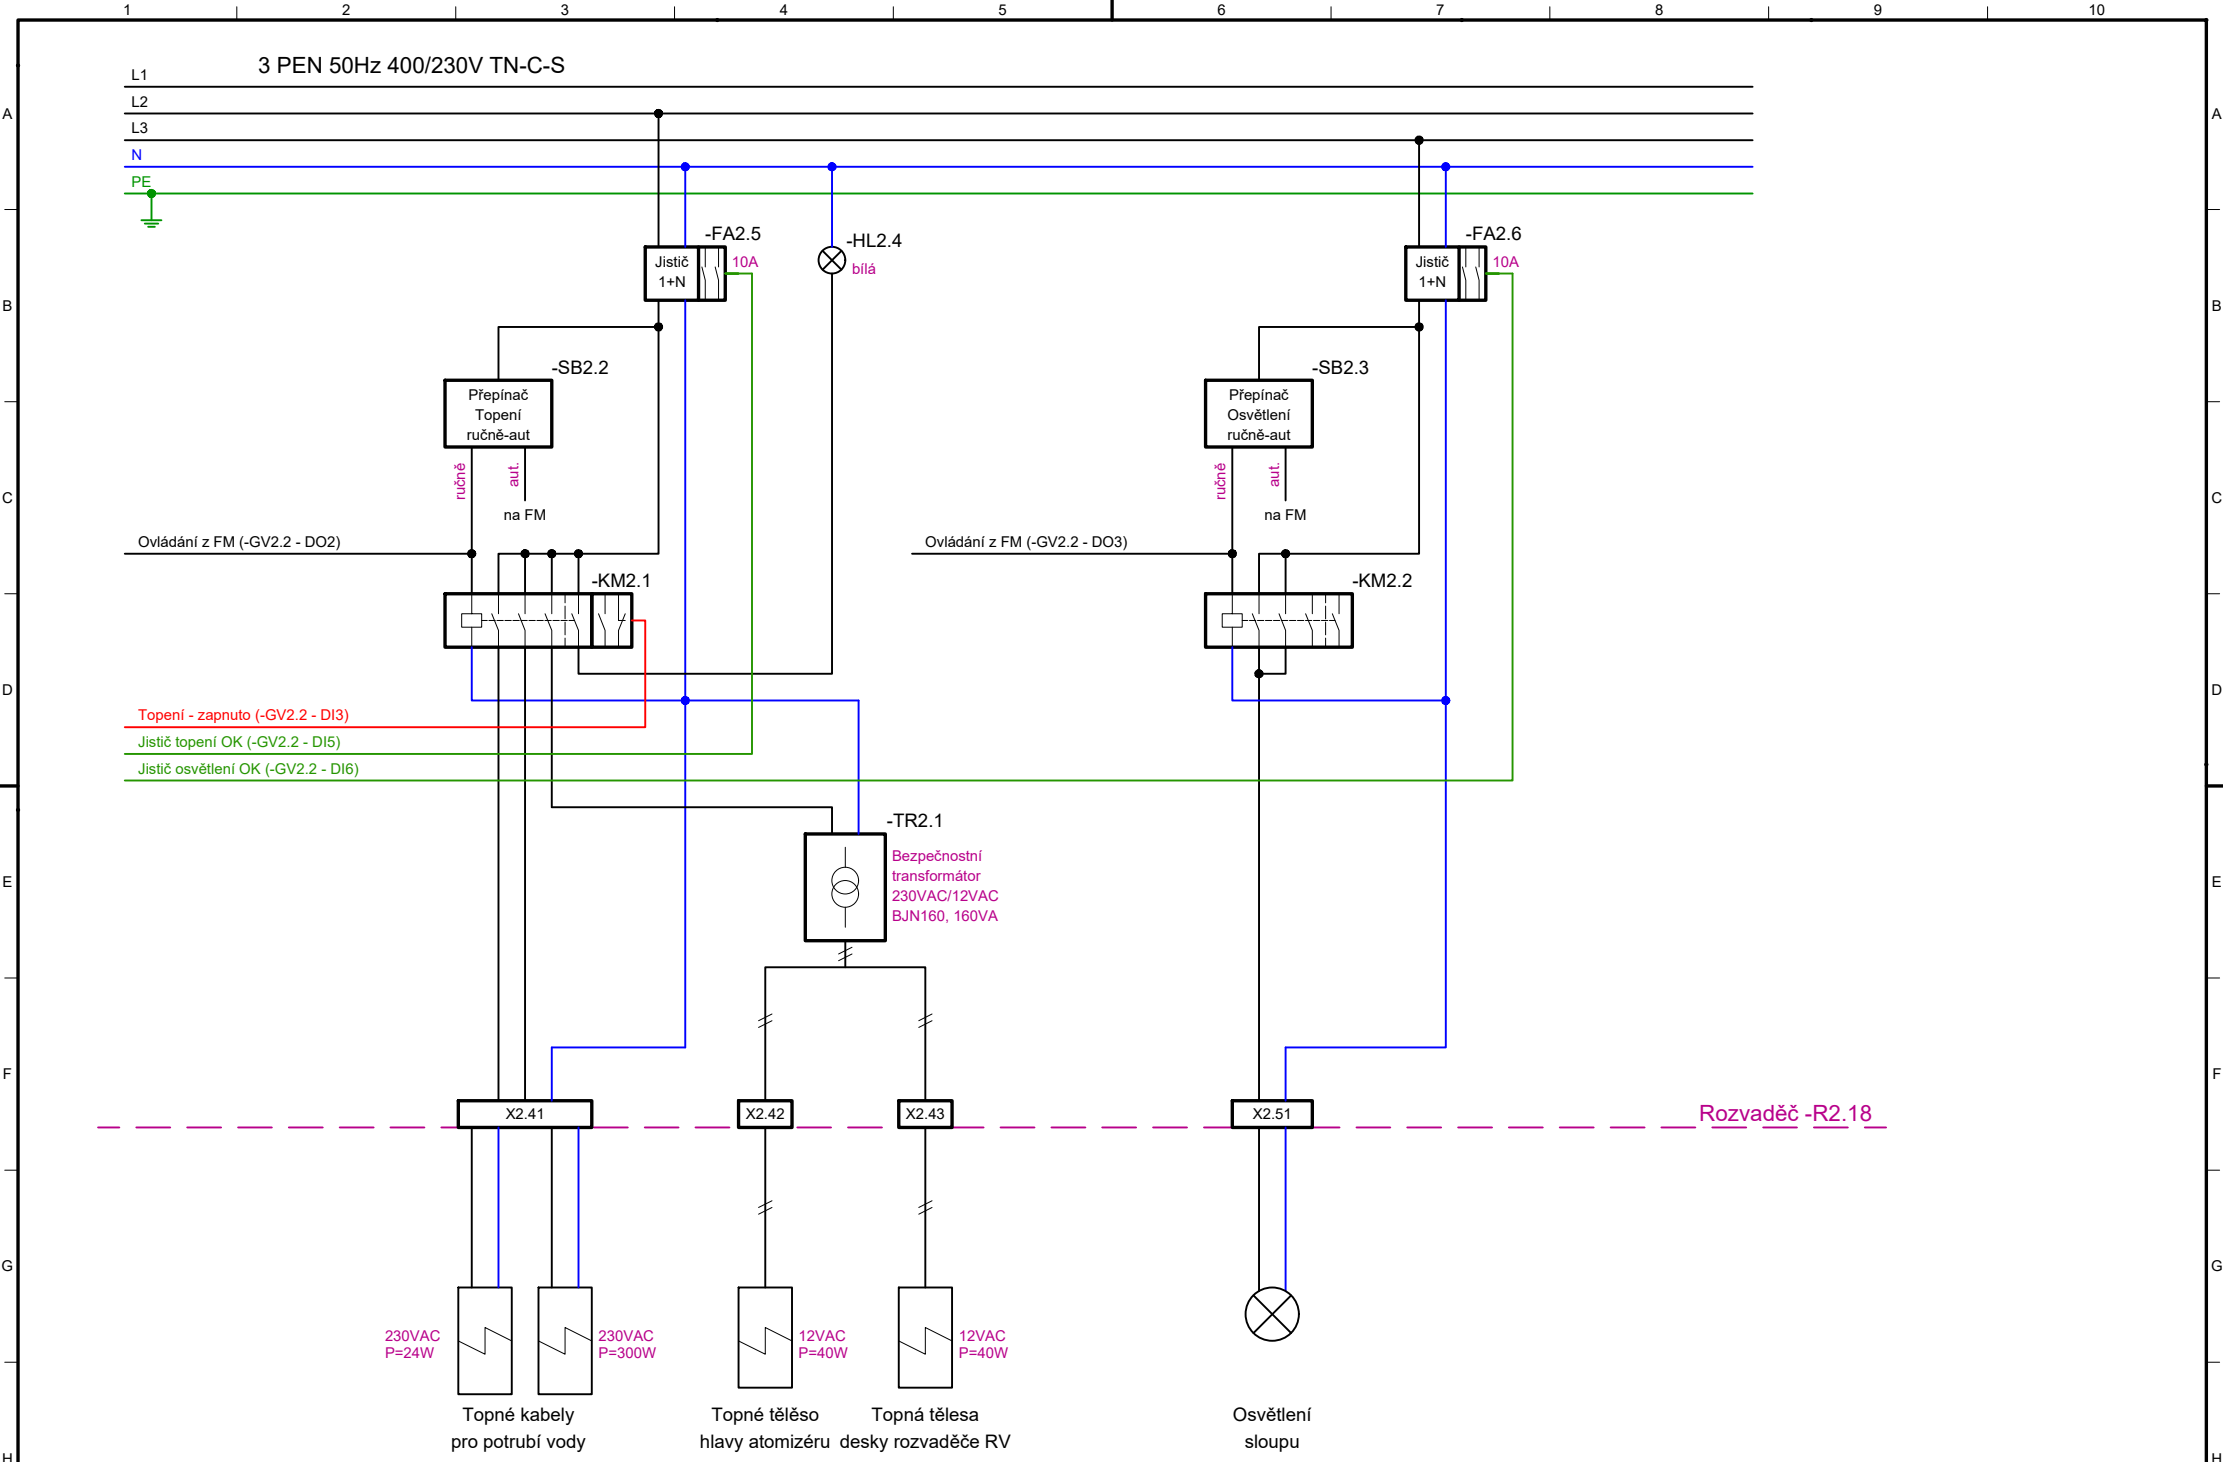 1 2 3 4 5 6 7 8 9 10
3 PEN 50Hz 400/230V TN-C-S
L1
L2
A A
L3
N
PE
-FA2.5
-HL2.4
-FA2.6
Jistič
1+N
10A
bílá
Jistič
1+N
10A
B B
-SB2.2
-SB2.3
Přepínač
Topení
ručně-aut
Přepínač
Osvětlení
ručně-aut
ručně
aut.
ručně
aut.
C C
na FM
na FM
Ovládání z FM (-GV2.2 - DO2)
Ovládání z FM (-GV2.2 - DO3)
-KM2.1
-KM2.2
D D
Topení - zapnuto (-GV2.2 - DI3)
Jistič topení OK (-GV2.2 - DI5)
Jistič osvětlení OK (-GV2.2 - DI6)
-TR2.1
Bezpečnostní
transformátor
230VAC/12VAC
BJN160, 160VA
E E
F F
X2.41
X2.42
X2.43
X2.51
Rozvaděč -R2.18
G G
230VAC
P=24W
230VAC
P=300W
12VAC
P=40W
12VAC
P=40W
Topné kabely
pro potrubí vody
Topné tělěso
hlavy atomizéru
Topná tělesa
desky rozvaděče RV
Osvětlení
sloupu
H H